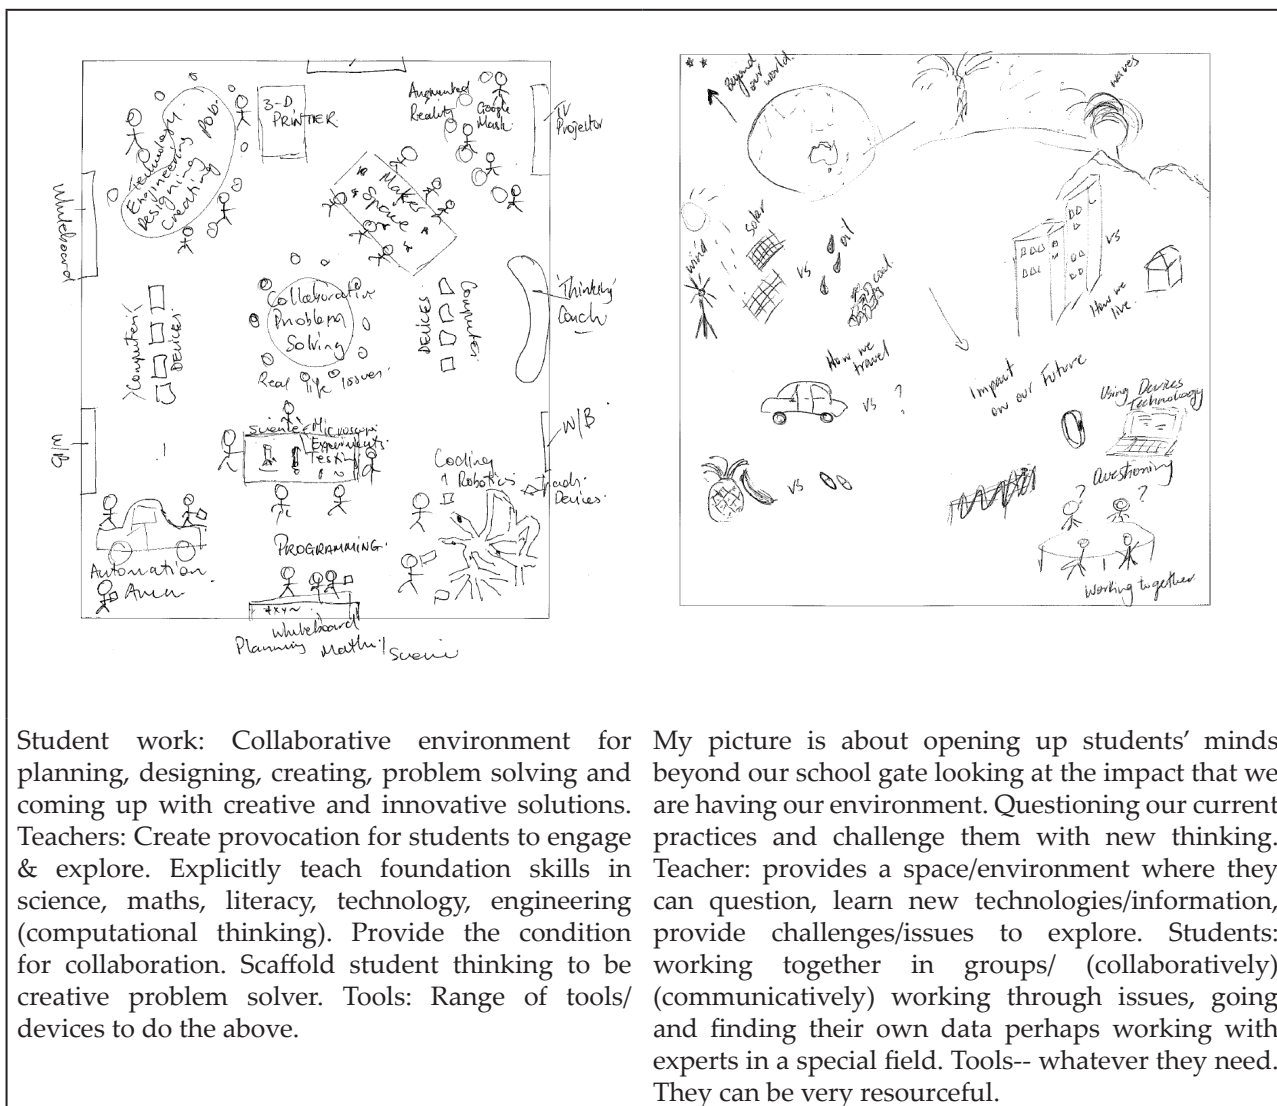 3-D
PRINTER
Technology
Engineering
Designing
Creating
POD.
Augmented
Reality
Google
Mask
TV
Projector
Whiteboard
Maker
Space
Collaborative
Problem
Solving
Real life issues.
Computers
Devices
DEVICES
Computer
Thinking
Couch
W/B
W/B
Science Microscope
Experiments
Testing
Coding
Robotics
Devices.
Automation
Area
PROGRAMMING.
Whiteboard
Planning Maths/
Beyond
our
world.
waves
wind
solar
vs
oil
coal
vs
How we
live.
How we
travel
vs ?
Impact
on our Future
Using Devices
Technology
vs
Questioning
? ?
Working together
Student work: Collaborative environment for
planning, designing, creating, problem solving and
coming up with creative and innovative solutions.
Teachers: Create provocation for students to engage
& explore. Explicitly teach foundation skills in
science, maths, literacy, technology, engineering
(computational thinking). Provide the condition
for collaboration. Scaffold student thinking to be
creative problem solver. Tools: Range of tools/
devices to do the above.
My picture is about opening up students’ minds
beyond our school gate looking at the impact that we
are having our environment. Questioning our current
practices and challenge them with new thinking.
Teacher: provides a space/environment where they
can question, learn new technologies/information,
provide challenges/issues to explore. Students:
working together in groups/ (collaboratively)
(communicatively) working through issues, going
and finding their own data perhaps working with
experts in a special field. Tools-- whatever they need.
They can be very resourceful.